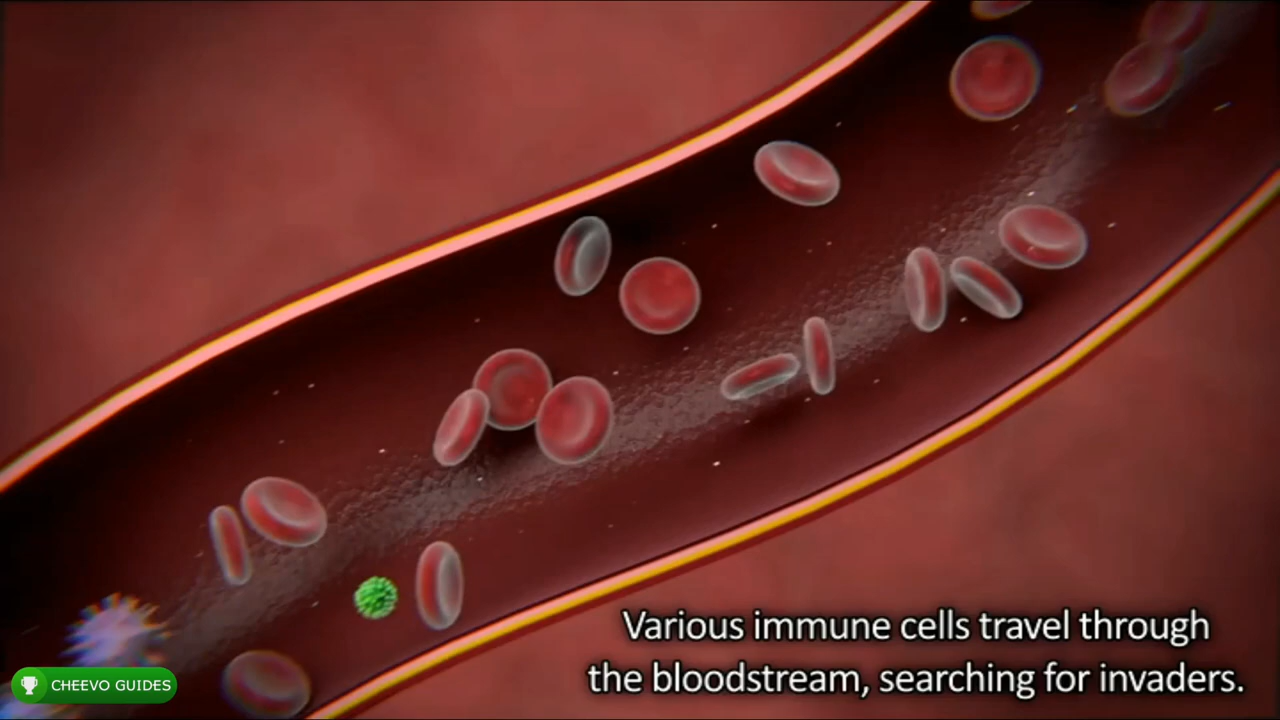 Various immune cells travel through
the bloodstream, searching for invaders.
CHEEVO GUIDES